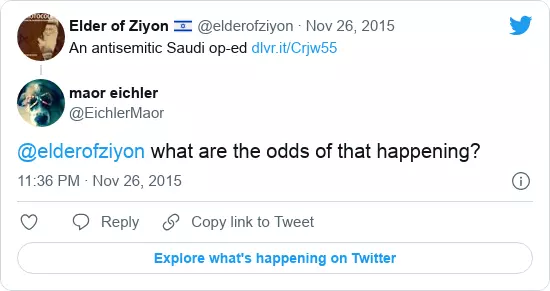 Elder of Ziyon 🇮🇱 @elderofziyon · Nov 26, 2015
An antisemitic Saudi op-ed dlvr.it/Crjw55
maor eichler
@EichlerMaor
@elderofziyon what are the odds of that happening?
11:36 PM · Nov 26, 2015
Reply Copy link to Tweet
Explore what's happening on Twitter